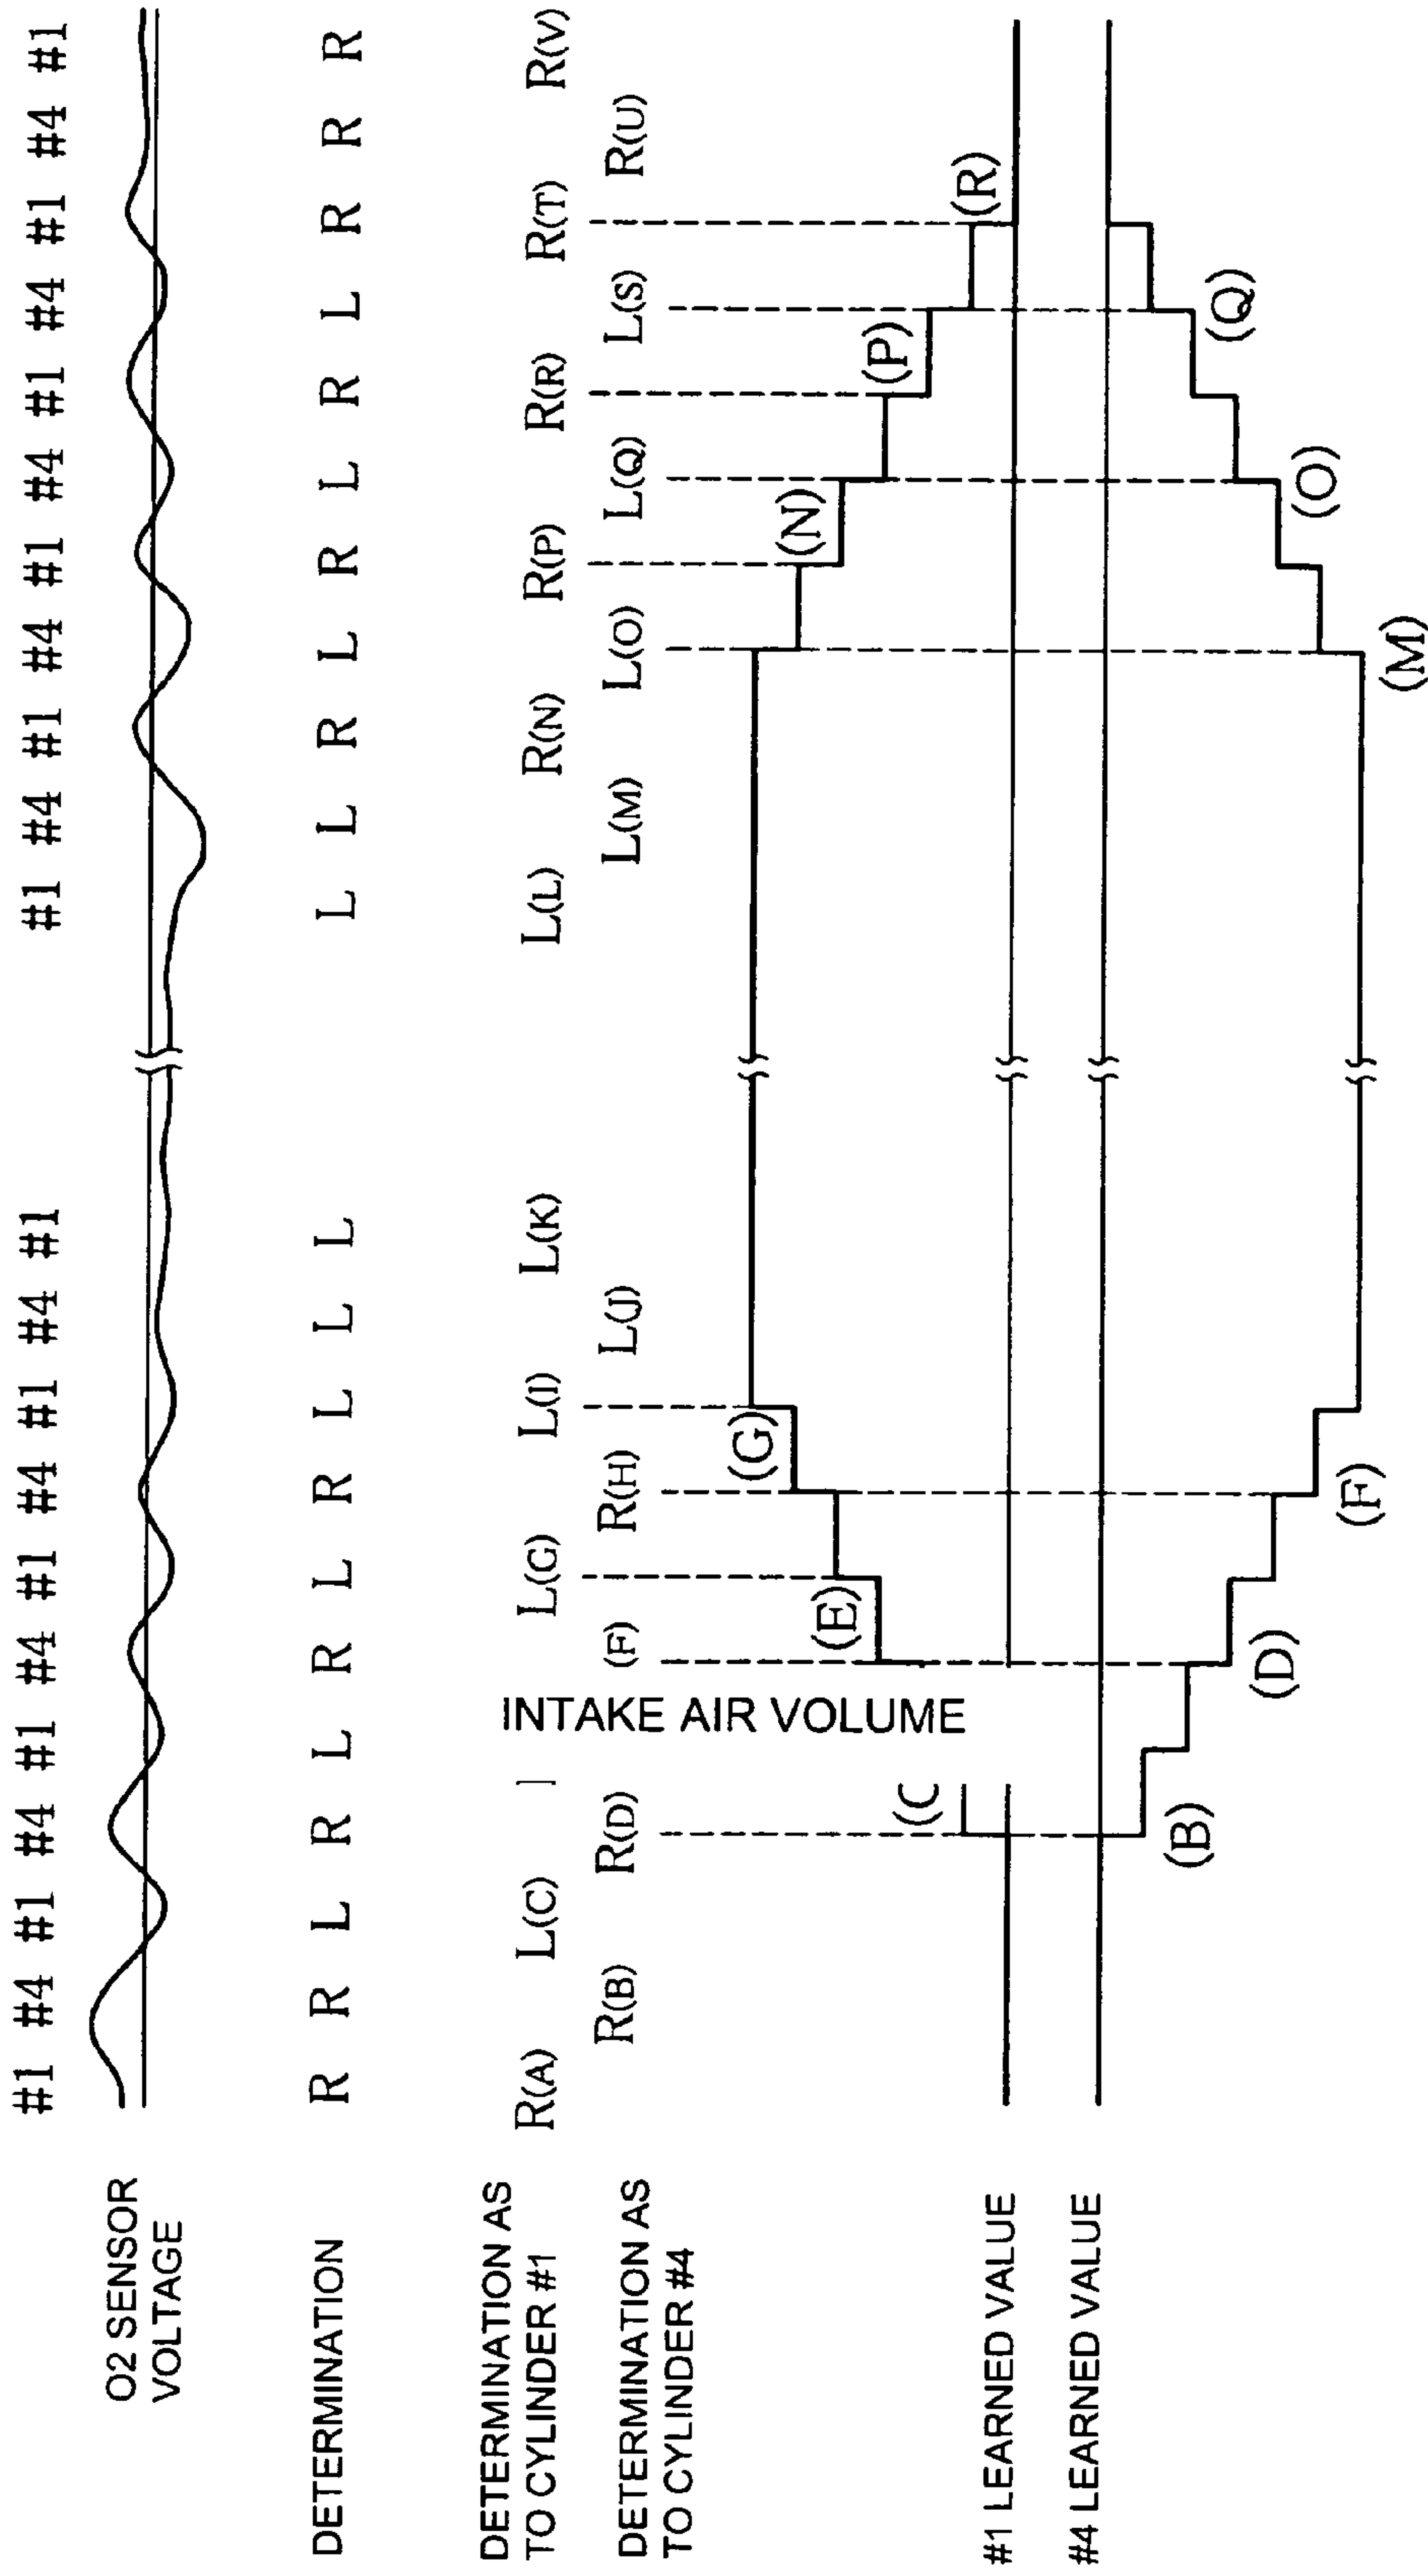 #1 #4 #1 #4 #1 #4 #1 #4 #1 #4 #1 #1 #4 #1 #4 #1 #4 #1 #4 #1 #4 #1
O2 SENSOR
VOLTAGE
DETERMINATION R R L R L R L R L L L L L R L R L R L R R R
DETERMINATION AS
TO CYLINDER #1
R(A) L(C) L(G) L(I) L(K) L(L) R(N) R(P) R(R) R(T) R(V)
DETERMINATION AS
TO CYLINDER #4
R(B) R(D) (F) R(H) L(J) L(M) L(O) L(Q) L(S) R(U)
INTAKE AIR VOLUME
(C (E) (G) (N) (P) (R)
#1 LEARNED VALUE
#4 LEARNED VALUE
(B) (D) (F) (M) (O) (Q)